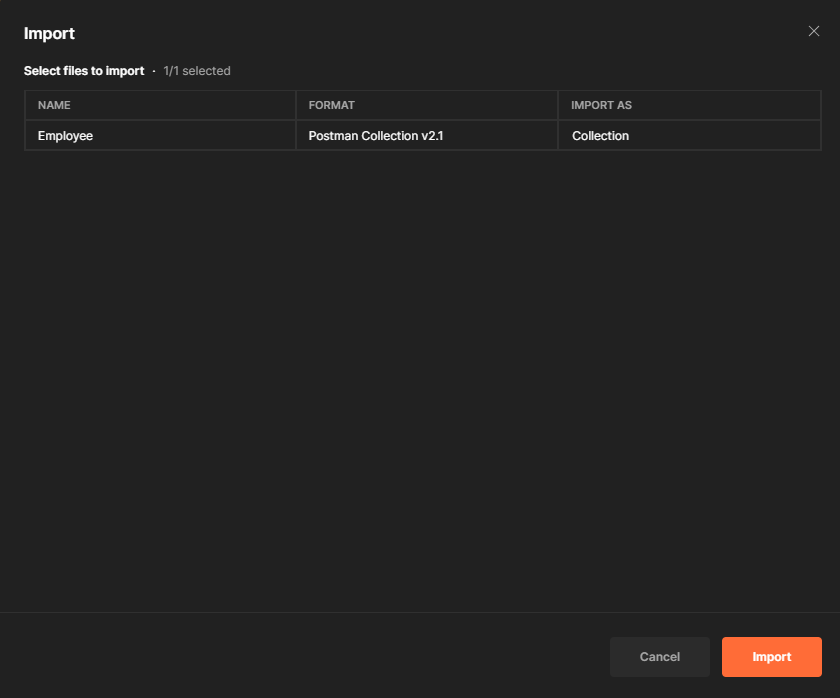 Import
Select files to import · 1/1 selected
NAME FORMAT IMPORT AS
Employee Postman Collection v2.1 Collection
Cancel Import